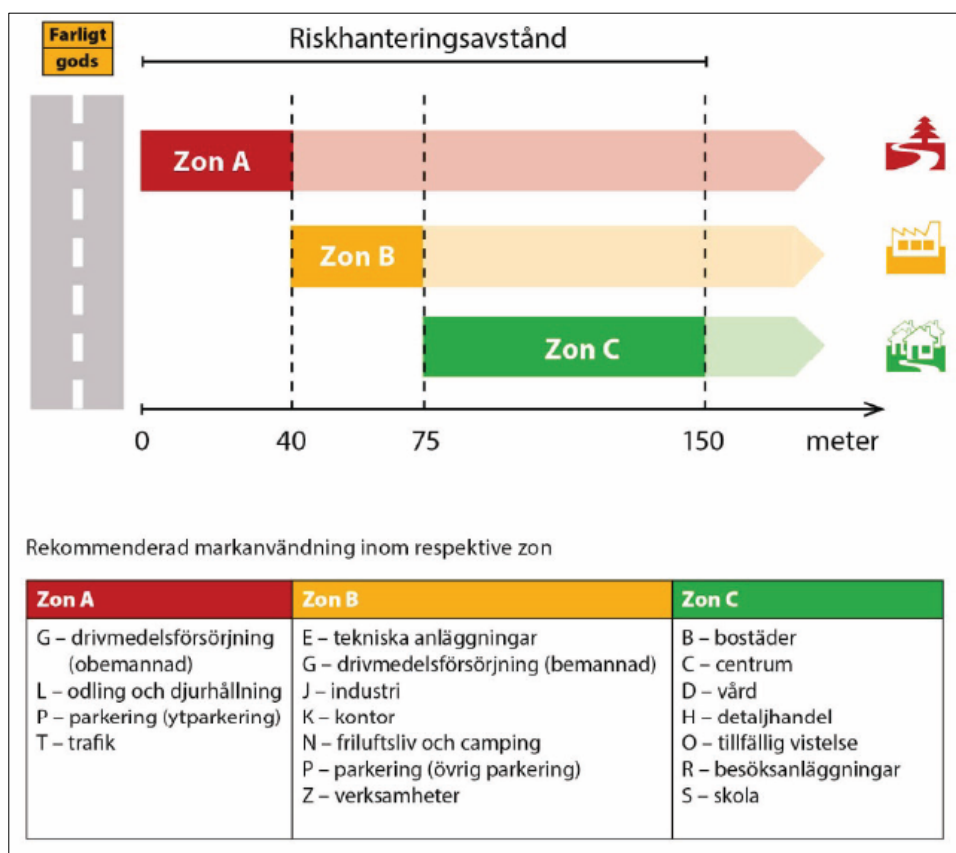 Farligt
gods
Riskhanteringsavstånd
Zon A
Zon B
Zon C
0 40 75 150 meter
Rekommenderad markanvändning inom respektive zon
Zon A
G – drivmedelsförsörjning
(obemannad)
L – odling och djurhållning
P – parkering (ytparkering)
T – trafik
Zon B
E – tekniska anläggningar
G – drivmedelsförsörjning (bemannad)
J – industri
K – kontor
N – friluftsliv och camping
P – parkering (övrig parkering)
Z – verksamheter
Zon C
B – bostäder
C – centrum
D – vård
H – detaljhandel
O – tillfällig vistelse
R – besöksanläggningar
S – skola